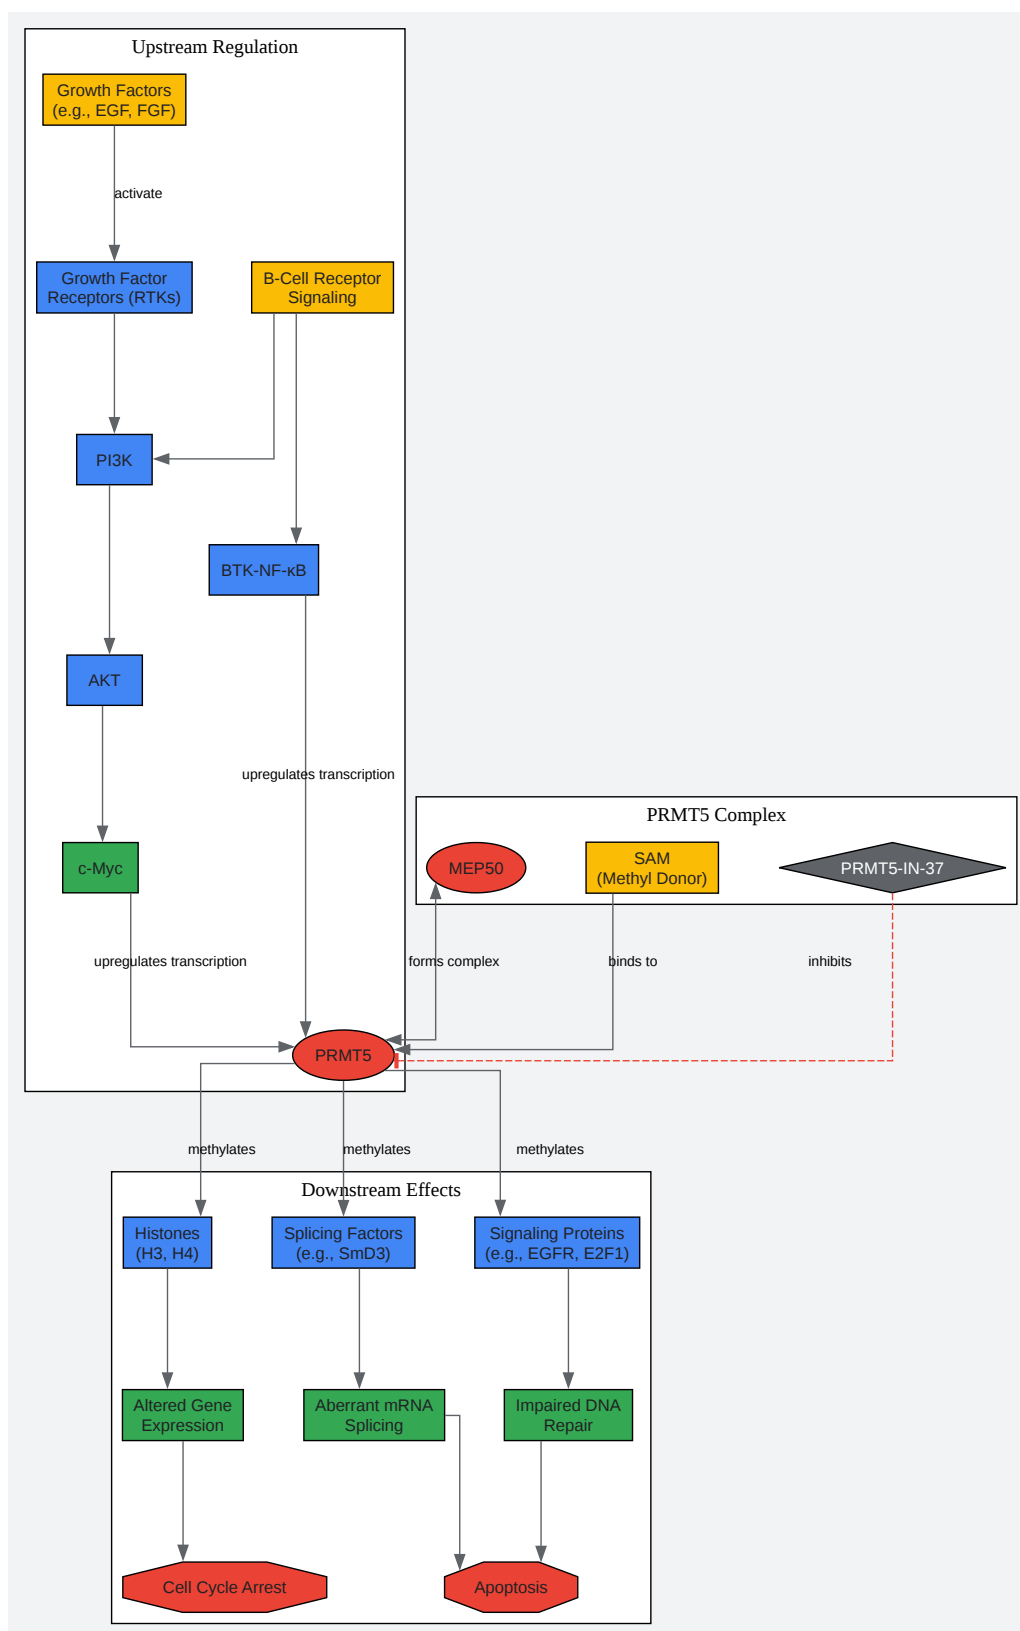 Upstream Regulation
Growth Factors
(e.g., EGF, FGF)
activate
Growth Factor
Receptors (RTKs)
B-Cell Receptor
Signaling
PI3K
BTK-NF-κB
AKT
upregulates transcription
c-Myc
upregulates transcription
PRMT5 Complex
MEP50
SAM
(Methyl Donor)
PRMT5-IN-37
forms complex
binds to
inhibits
PRMT5
methylates
methylates
methylates
Downstream Effects
Histones
(H3, H4)
Splicing Factors
(e.g., SmD3)
Signaling Proteins
(e.g., EGFR, E2F1)
Altered Gene
Expression
Aberrant mRNA
Splicing
Impaired DNA
Repair
Cell Cycle Arrest
Apoptosis